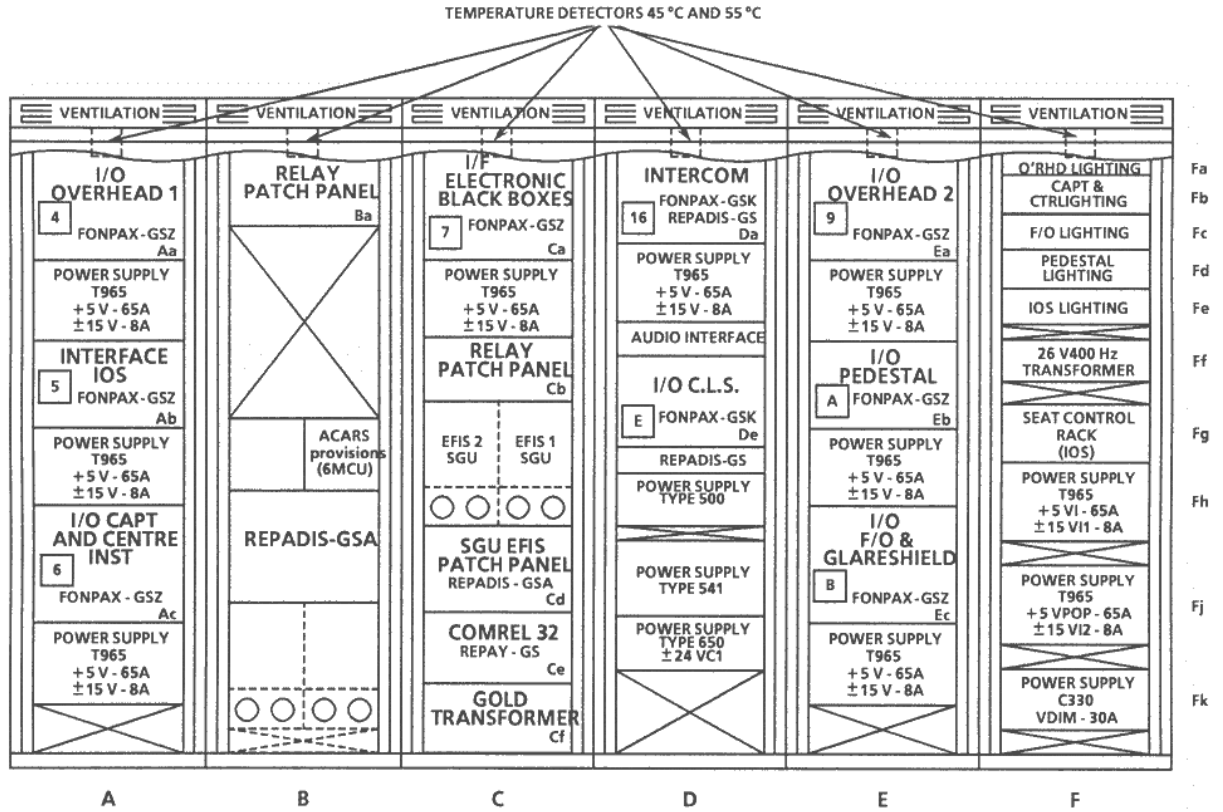 TEMPERATURE DETECTORS 45 °C AND 55 °C
VENTILATION
VENTILATION
VENTILATION
VENTILATION
VENTILATION
VENTILATION
I/O
OVERHEAD 1
4
FONPAX-GSZ
Aa
POWER SUPPLY
T965
+5 V - 65A
±15 V - 8A
INTERFACE
IOS
5
FONPAX-GSZ
Ab
POWER SUPPLY
T965
+5 V - 65A
±15 V - 8A
I/O CAPT
AND CENTRE
INST
6
FONPAX - GSZ
Ac
POWER SUPPLY
T965
+5 V - 65A
±15 V - 8A
A
RELAY
PATCH PANEL
Ba
ACARS
provisions
(6MCU)
REPADIS-GSA
B
I/F
ELECTRONIC
BLACK BOXES
7
FONPAX-GSZ
Ca
POWER SUPPLY
T965
+5 V - 65A
±15 V - 8A
RELAY
PATCH PANEL
Cb
EFIS 2 EFIS 1
SGU SGU
SGU EFIS
PATCH PANEL
REPADIS - GSA
Cd
COMREL 32
REPAY - GS
Ce
GOLD
TRANSFORMER
Cf
C
INTERCOM
16
FONPAX-GSK
REPADIS-GS
Da
POWER SUPPLY
T965
+5 V - 65A
±15 V - 8A
AUDIO INTERFACE
I/O C.L.S.
E
FONPAX-GSK
De
REPADIS-GS
POWER SUPPLY
TYPE 500
POWER SUPPLY
TYPE 541
POWER SUPPLY
TYPE 650
±24 VC1
D
I/O
OVERHEAD 2
9
FONPAX-GSZ
Ea
POWER SUPPLY
T965
+5 V - 65A
±15 V - 8A
I/O
PEDESTAL
A
FONPAX-GSZ
Eb
POWER SUPPLY
T965
+5 V - 65A
±15 V - 8A
I/O
F/O &
GLARESHIELD
B
FONPAX-GSZ
Ec
POWER SUPPLY
T965
+5 V - 65A
±15 V - 8A
E
O'RHD LIGHTING
Fa
CAPT &
CTRLIGHTING
Fb
F/O LIGHTING
Fc
PEDESTAL
LIGHTING
Fd
IOS LIGHTING
Fe
26 V400 Hz
TRANSFORMER
Ff
SEAT CONTROL
RACK
(IOS)
Fg
POWER SUPPLY
T965
+5 VI - 65A
±15 VI1 - 8A
Fh
POWER SUPPLY
T965
+5 VPOP - 65A
±15 VI2 - 8A
Fj
POWER SUPPLY
C330
VDIM - 30A
Fk
F